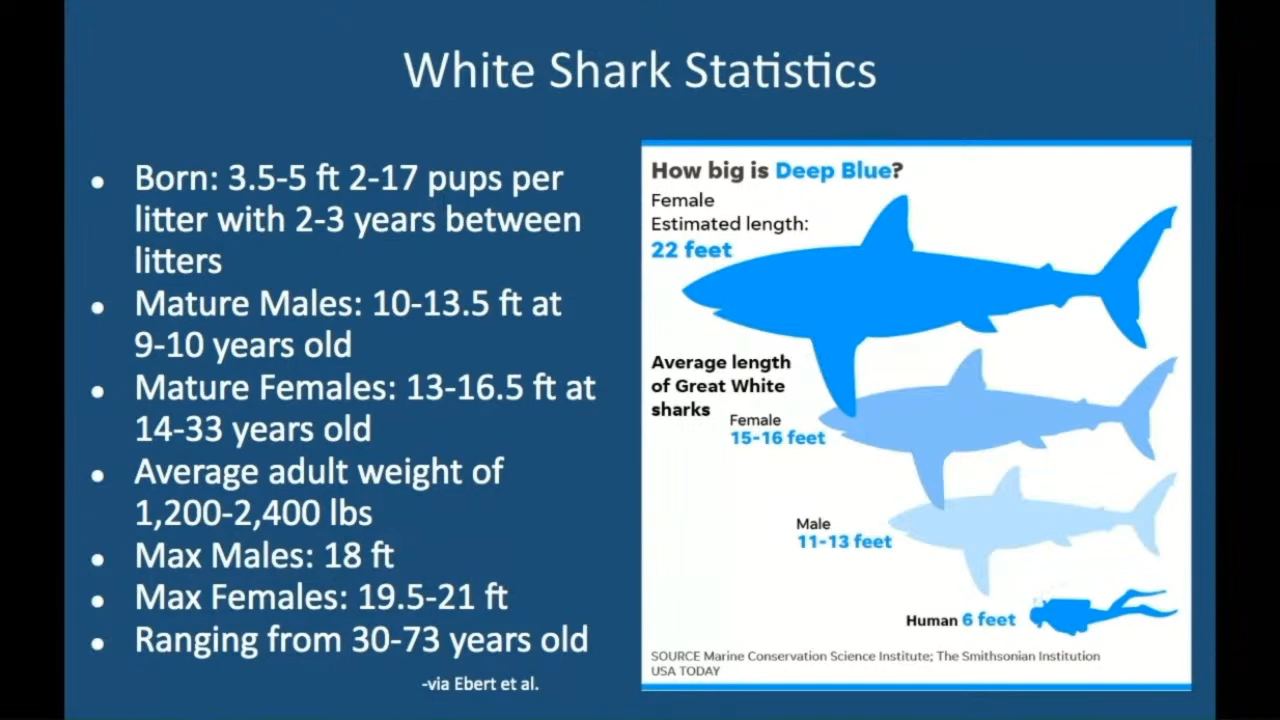 White Shark Statistics
• Born: 3.5-5 ft 2-17 pups per
litter with 2-3 years between
litters
• Mature Males: 10-13.5 ft at
9-10 years old
• Mature Females: 13-16.5 ft at
14-33 years old
• Average adult weight of
1,200-2,400 lbs
• Max Males: 18 ft
• Max Females: 19.5-21 ft
• Ranging from 30-73 years old
-via Ebert et al.
How big is Deep Blue?
Female
Estimated length:
22 feet
Average length
of Great White
sharks
Female
15-16 feet
Male
11-13 feet
Human 6 feet
SOURCE Marine Conservation Science Institute; The Smithsonian Institution
USA TODAY